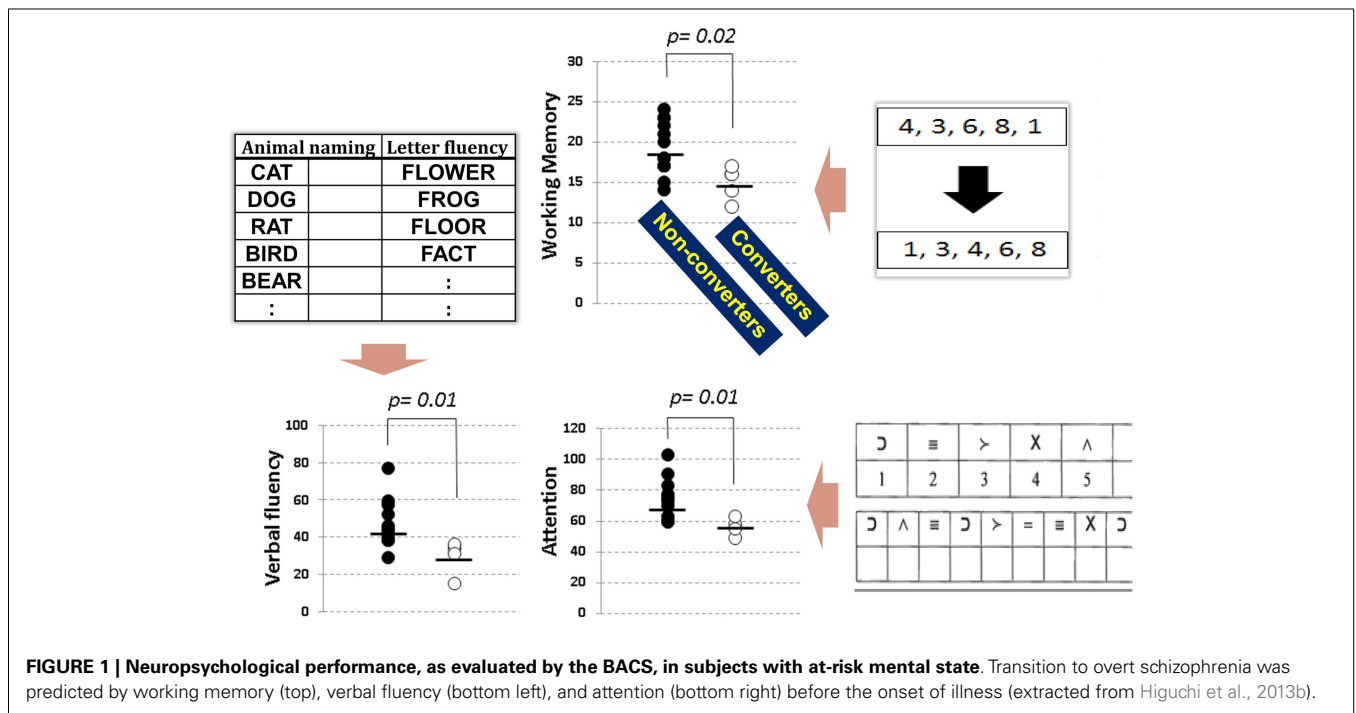 p= 0.02
30
25
20
15
10
5
0
Working Memory
Non-converters
Converters
4, 3, 6, 8, 1
1, 3, 4, 6, 8
Animal naming Letter fluency
CAT FLOWER
DOG FROG
RAT FLOOR
BIRD FACT
BEAR :
: :
p= 0.01
100
80
60
40
20
0
Verbal fluency
p= 0.01
120
100
80
60
40
20
0
Attention
⊃ ≡ > X ∧
1 2 3 4 5
⊃ ∧ ≡ ⊃ > = ≡ X ⊃
FIGURE 1 | Neuropsychological performance, as evaluated by the BACS, in subjects with at-risk mental state. Transition to overt schizophrenia was
predicted by working memory (top), verbal fluency (bottom left), and attention (bottom right) before the onset of illness (extracted from Higuchi et al., 2013b).